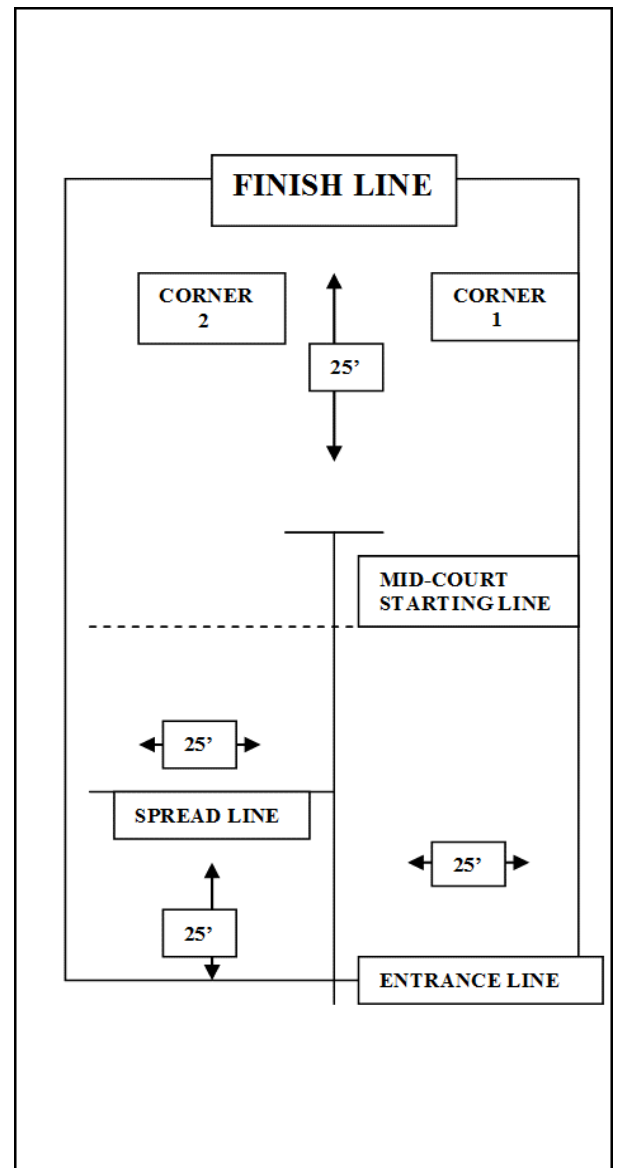 FINISH LINE
CORNER
2
CORNER
1
25’
MID-COURT
STARTING LINE
25’
SPREAD LINE
25’
25’
ENTRANCE LINE